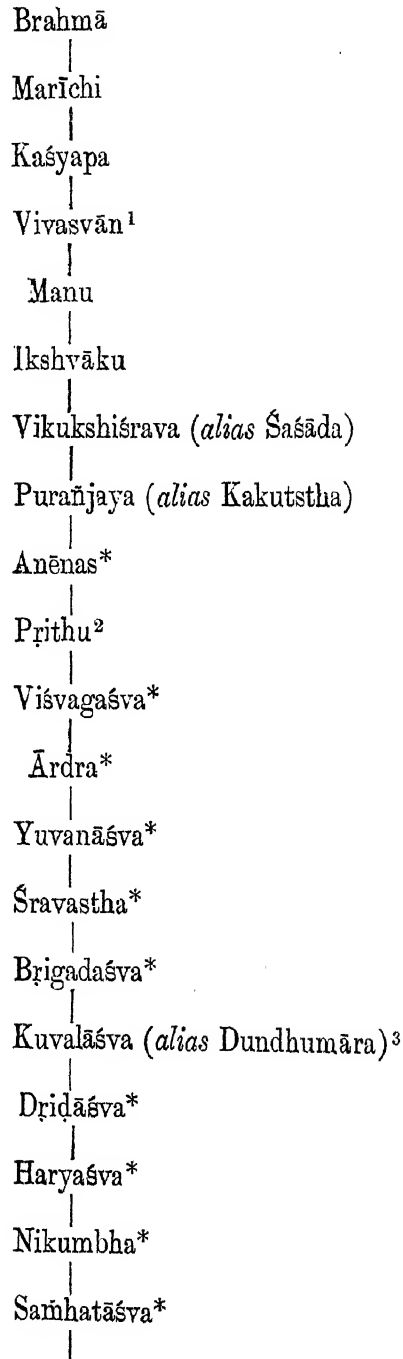 Brahmā
Marīchi
Kaśyapa
Vivasvān¹
Manu
Ikshvāku
Vikukshiśrava (alias Śaśāda)
Purañjaya (alias Kakutstha)
Anēnas*
Pṛithu²
Viśvagaśva*
Ārdra*
Yuvanāśva*
Śravastha*
Bṛigadaśva*
Kuvalāśva (alias Dundhumāra)³
Dṛiḍāśva*
Haryaśva*
Nikumbha*
Saṁhatāśva*